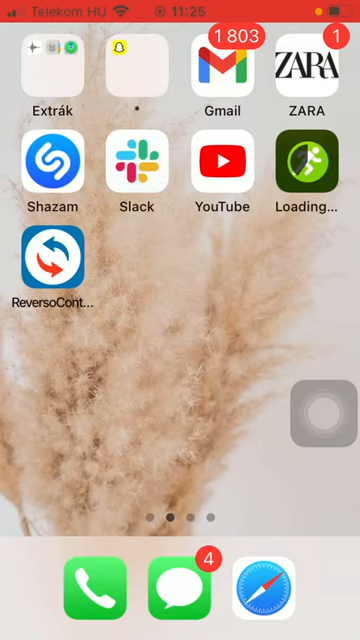 Telekom HU 11:25
1 803
1
ZARA
Extrák * Gmail ZARA
Shazam Slack YouTube Loading...
ReversoCont...
4